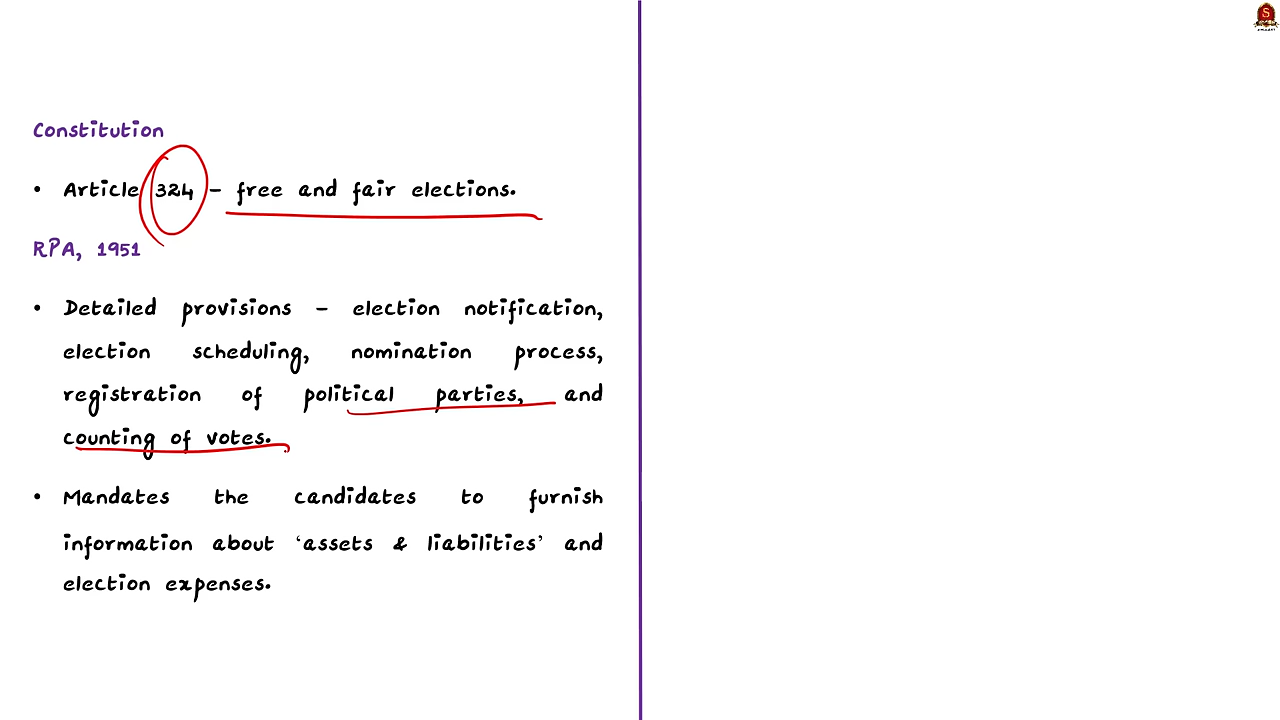 Constitution
• Article 324 – free and fair elections.
RPA, 1951
• Detailed provisions – election notification,
election scheduling, nomination process,
registration of political parties, and
counting of votes.
• Mandates the candidates to furnish
information about ‘assets & liabilities’ and
election expenses.
S